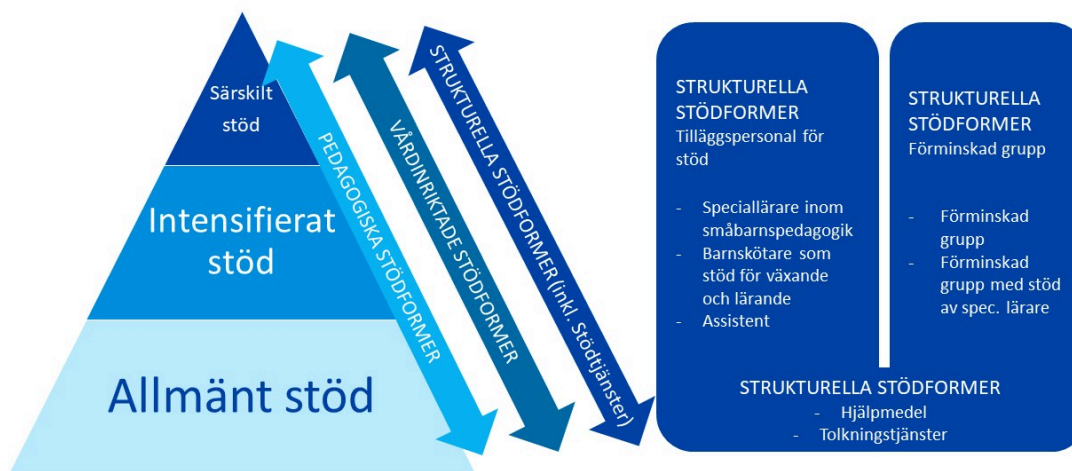 Särskilt
stöd
Intensifierat
stöd
Allmänt stöd
PEDAGOGISKA STÖDFORMER
VÅRDINRIKTADE STÖDFORMER
STRUKTURELLA STÖDFORMER(inkl. Stödtjänster)
STRUKTURELLA
STÖDFORMER
Tilläggspersonal för
stöd
- Speciallärare inom
småbarnspedagogik
- Barnskötare som
stöd för växande
och lärande
- Assistent
STRUKTURELLA
STÖDFORMER
Förminskad grupp
- Förminskad
grupp
- Förminskad
grupp med stöd
av spec. lärare
STRUKTURELLA STÖDFORMER
- Hjälpmedel
- Tolkningstjänster